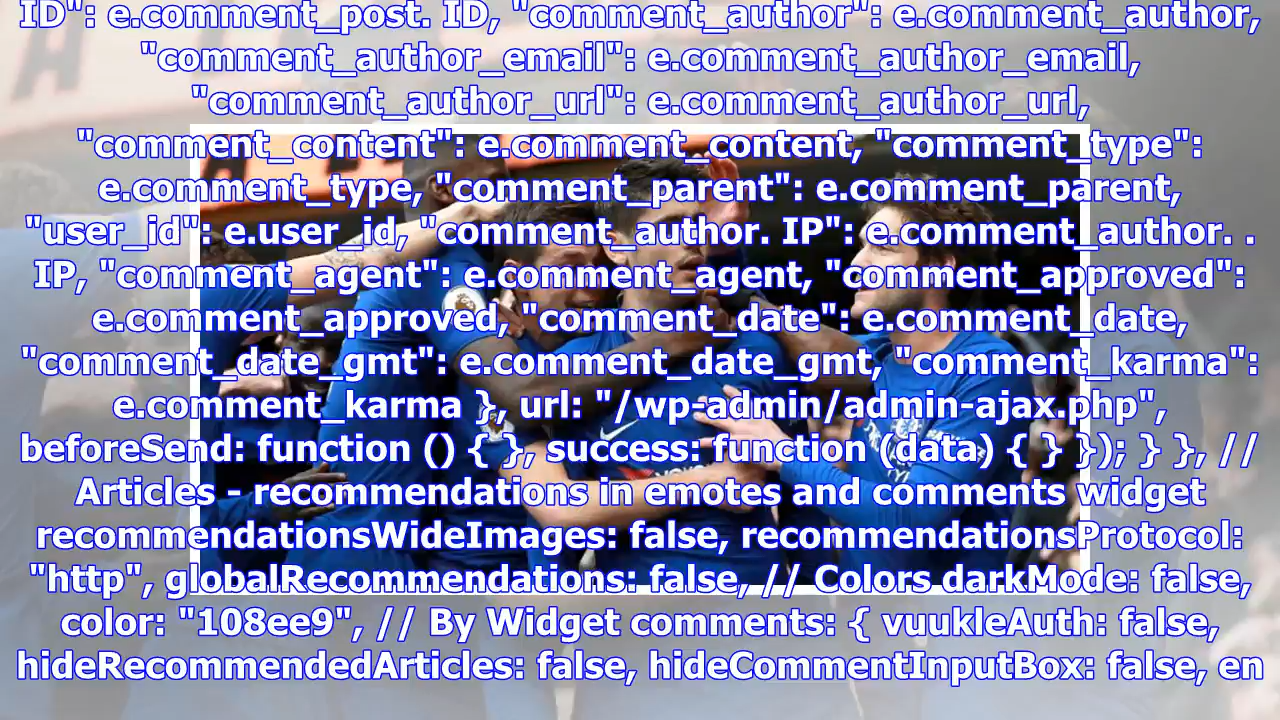 ID": e.comment_post. ID, "comment_author": e.comment_author,
"comment_author_email": e.comment_author_email,
"comment_author_url": e.comment_author_url,
"comment_content": e.comment_content, "comment_type":
e.comment_type, "comment_parent": e.comment_parent,
"user_id": e.user_id, "comment_author. IP": e.comment_author. .
IP, "comment_agent": e.comment_agent, "comment_approved":
e.comment_approved, "comment_date": e.comment_date,
"comment_date_gmt": e.comment_date_gmt, "comment_karma":
e.comment_karma }, url: "/wp-admin/admin-ajax.php",
beforeSend: function () { }, success: function (data) { } }); } }, //
Articles - recommendations in emotes and comments widget
recommendationsWideImages: false, recommendationsProtocol:
"http", globalRecommendations: false, // Colors darkMode: false,
color: "108ee9", // By Widget comments: { vuukleAuth: false,
hideRecommendedArticles: false, hideCommentInputBox: false, en